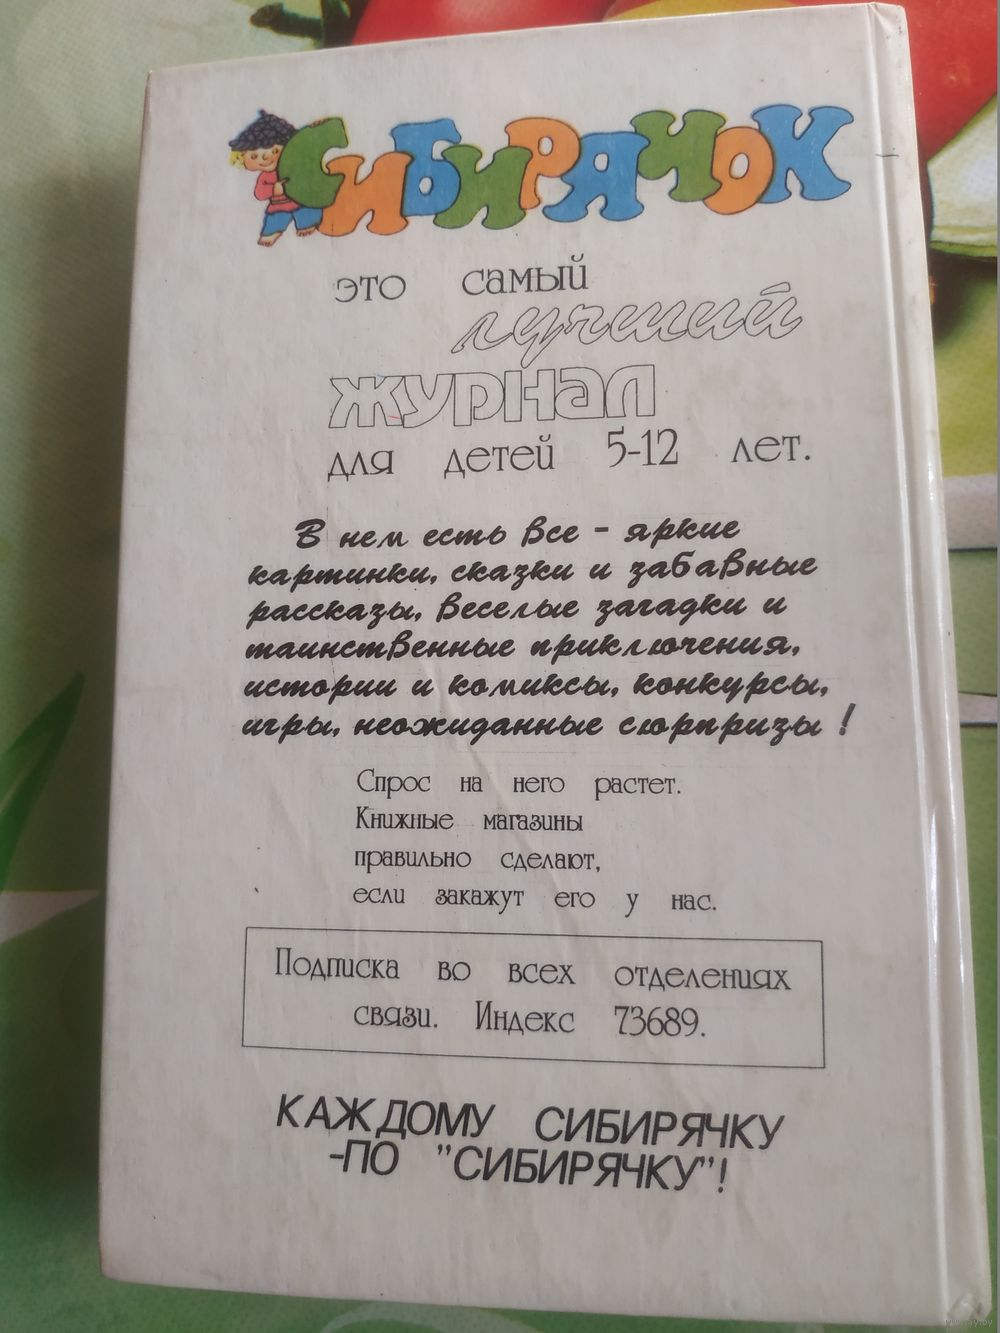 Сибирячок
это самый
лучший
журнал
для детей 5-12 лет.
В нем есть все - яркие
картинки, сказки и забавные
рассказы, веселые загадки и
таинственные приключения,
истории и комиксы, конкурсы,
игры, неожиданные сюрпризы !
Спрос на него растет.
Книжные магазины
правильно сделают,
если закажут его у нас.
Подписка во всех отделениях
связи. Индекс 73689.
КАЖДОМУ СИБИРЯЧКУ
-ПО "СИБИРЯЧКУ"!